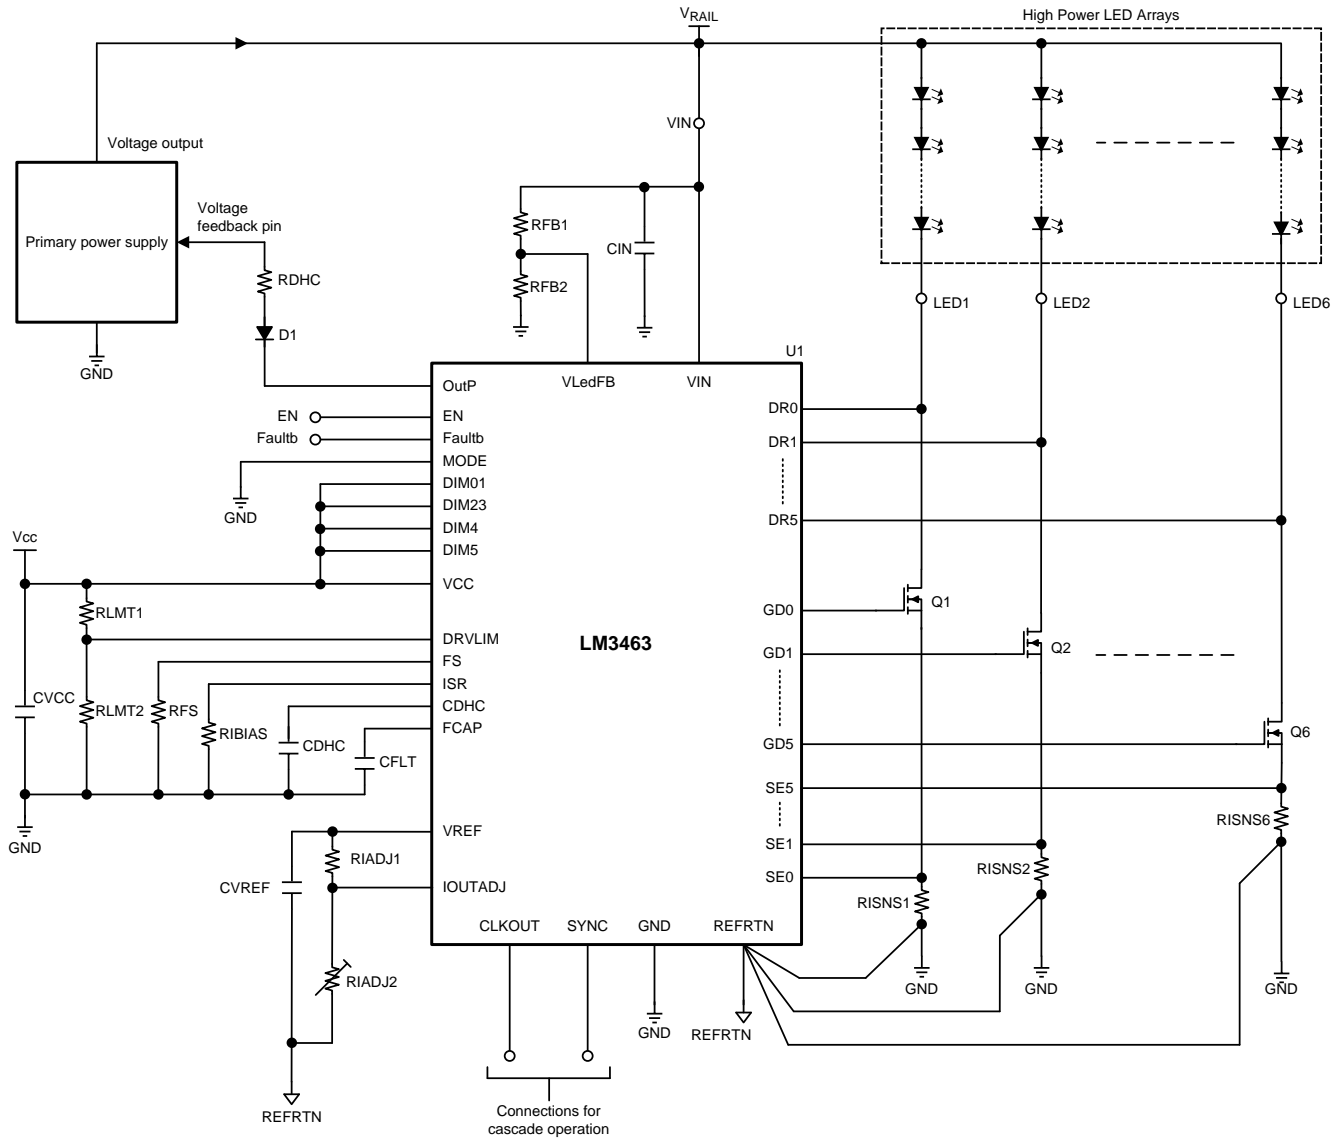 VRAIL
High Power LED Arrays
VIN
Voltage output
Voltage
feedback pin
Primary power supply
RFB1
CIN
RDHC
RFB2
LED1
LED2
LED6
D1
GND
U1
OutP
VLedFB
VIN
EN
EN
DR0
Faultb
Faultb
DR1
MODE
DIM01
GND
DIM23
DR5
DIM4
DIM5
Vcc
VCC
Q1
GD0
RLMT1
DRVLIM
LM3463
GD1
Q2
FS
ISR
CVCC
RLMT2
RFS
CDHC
RIBIAS
FCAP
CDHC
CFLT
GD5
Q6
SE5
RISNS6
GND
VREF
SE1
RIADJ1
RISNS2
SE0
CVREF
IOUTADJ
RISNS1
CLKOUT
SYNC
GND
REFRTN
RIADJ2
GND
GND
GND
GND
REFRTN
REFRTN
Connections for
cascade operation